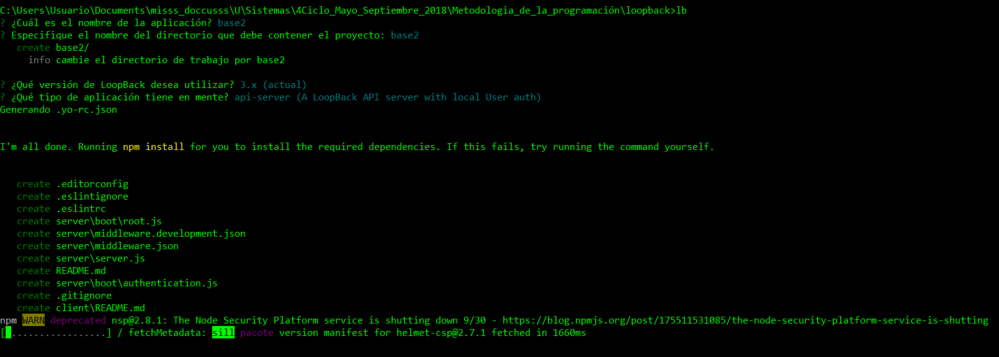 C:\Users\Usuario\Documents\misss_doccusss\U\Sistemas\4Ciclo_Mayo_Septiembre_2018\Metodologia_de_la_programación\loopback>lb
? ¿Cuál es el nombre de la aplicación? base2
? Especifique el nombre del directorio que debe contener el proyecto: base2
create base2/
info cambie el directorio de trabajo por base2
? ¿Qué versión de LoopBack desea utilizar? 3.x (actual)
? ¿Qué tipo de aplicación tiene en mente? api-server (A LoopBack API server with local User auth)
Generando .yo-rc.json
I'm all done. Running npm install for you to install the required dependencies. If this fails, try running the command yourself.
create .editorconfig
create .eslintignore
create .eslintrc
create server\boot\root.js
create server\middleware.development.json
create server\middleware.json
create server\server.js
create README.md
create server\boot\authentication.js
create .gitignore
create client\README.md
npm WARN deprecated nsp@2.8.1: The Node Security Platform service is shutting down 9/30 - https://blog.npmjs.org/post/175511531085/the-node-security-platform-service-is-shutting
[ .................] / fetchMetadata: sill pacote version manifest for helmet-csp@2.7.1 fetched in 1660ms